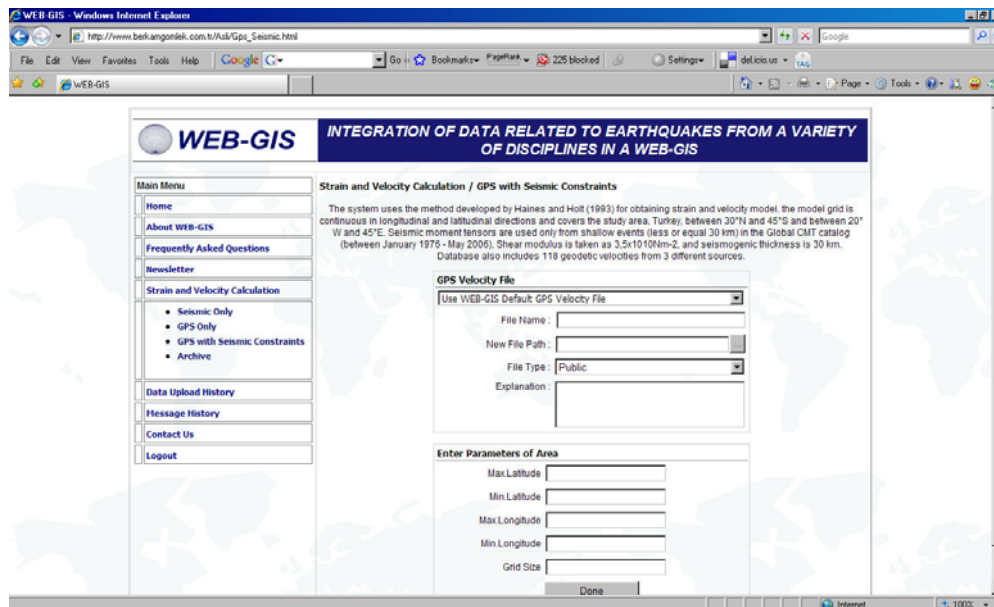 WEB-GIS - Windows Internet Explorer
http://www.berkamgomlek.com.tr/Asli/Gps_Seismic.html
Google
File Edit View Favorites Tools Help Google G Go Bookmarks PageRank 225 blocked Settings del.icio.us TAG
WEB-GIS
Page Tools
WEB-GIS
INTEGRATION OF DATA RELATED TO EARTHQUAKES FROM A VARIETY
OF DISCIPLINES IN A WEB-GIS
Main Menu
Home
About WEB-GIS
Frequently Asked Questions
Newsletter
Strain and Velocity Calculation
• Seismic Only
• GPS Only
• GPS with Seismic Constraints
• Archive
Data Upload History
Message History
Contact Us
Logout
Strain and Velocity Calculation / GPS with Seismic Constraints
The system uses the method developed by Haines and Holt (1993) for obtaining strain and velocity model. the model grid is
continuous in longitudinal and latitudinal directions and covers the study area, Turkey, between 30°N and 45°S and between 20°
W and 45°E. Seismic moment tensors are used only from shallow events (less or equal 30 km) in the Global CMT catalog
(between January 1976 - May 2006). Shear modulus is taken as 3,5x1010Nm-2, and seismogenic thickness is 30 km.
Database also includes 118 geodetic velocities from 3 different sources.
GPS Velocity File
Use WEB-GIS Default GPS Velocity File
File Name :
New File Path :
...
File Type : Public
Explanation :
Enter Parameters of Area
Max.Latitude
Min.Latitude
Max.Longitude
Min.Longitude
Grid Size
Done
Internet 100%